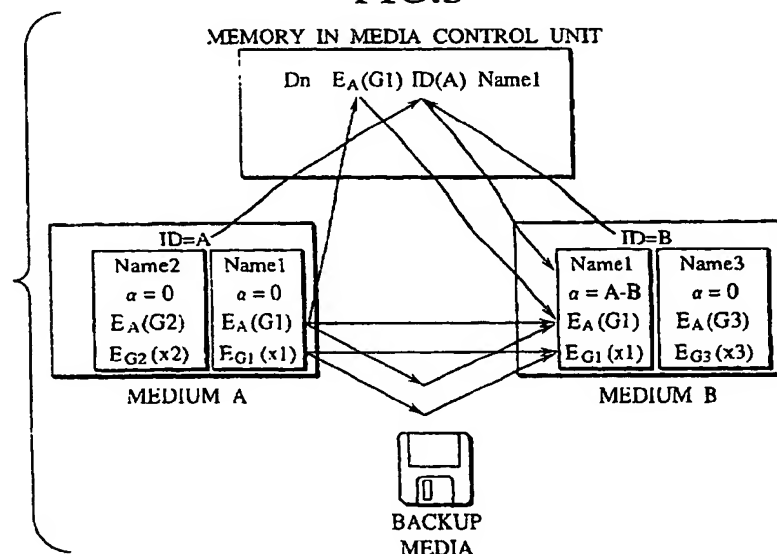 MEMORY IN MEDIA CONTROL UNIT
Dn E_A(G1) ID(A) Name1
ID=A
Name2
α = 0
E_A(G2)
E_G2(x2)
Name1
α = 0
E_A(G1)
E_G1(x1)
MEDIUM A
ID=B
Name1
α = A-B
E_A(G1)
E_G1(x1)
Name3
α = 0
E_A(G3)
E_G3(x3)
MEDIUM B
BACKUP
MEDIA